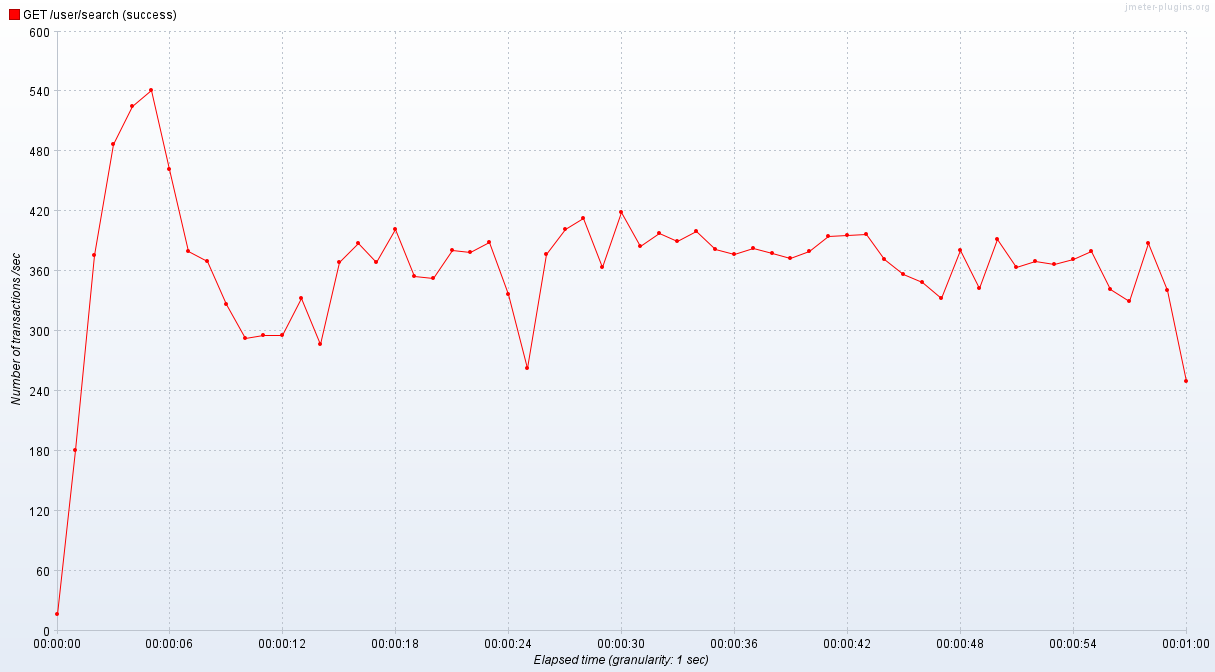 GET /user/search (success)
jmeter-plugins.org
600
540
480
420
360
300
240
180
120
60
0
Number of transactions /sec
00:00:00 00:00:06 00:00:12 00:00:18 00:00:24 00:00:30 00:00:36 00:00:42 00:00:48 00:00:54 00:01:00
Elapsed time (granularity: 1 sec)